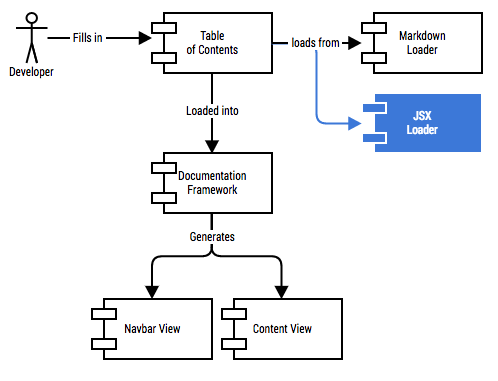 Developer
Fills in
Table
of Contents
loads from
Markdown
Loader
JSX
Loader
Loaded into
Documentation
Framework
Generates
Navbar View
Content View